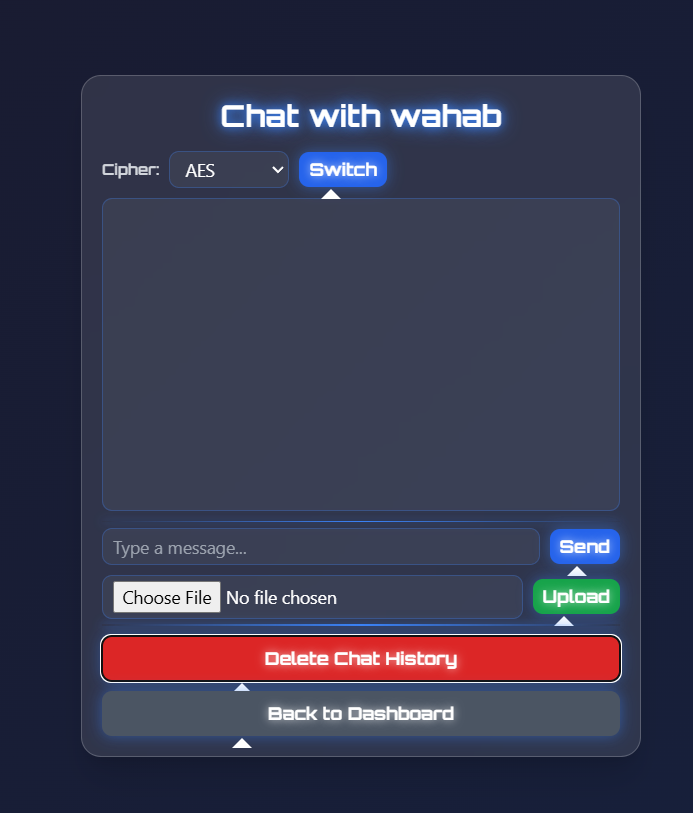 Chat with wahab
Cipher: AES Switch
Type a message... Send
Choose File No file chosen Upload
Delete Chat History
Back to Dashboard